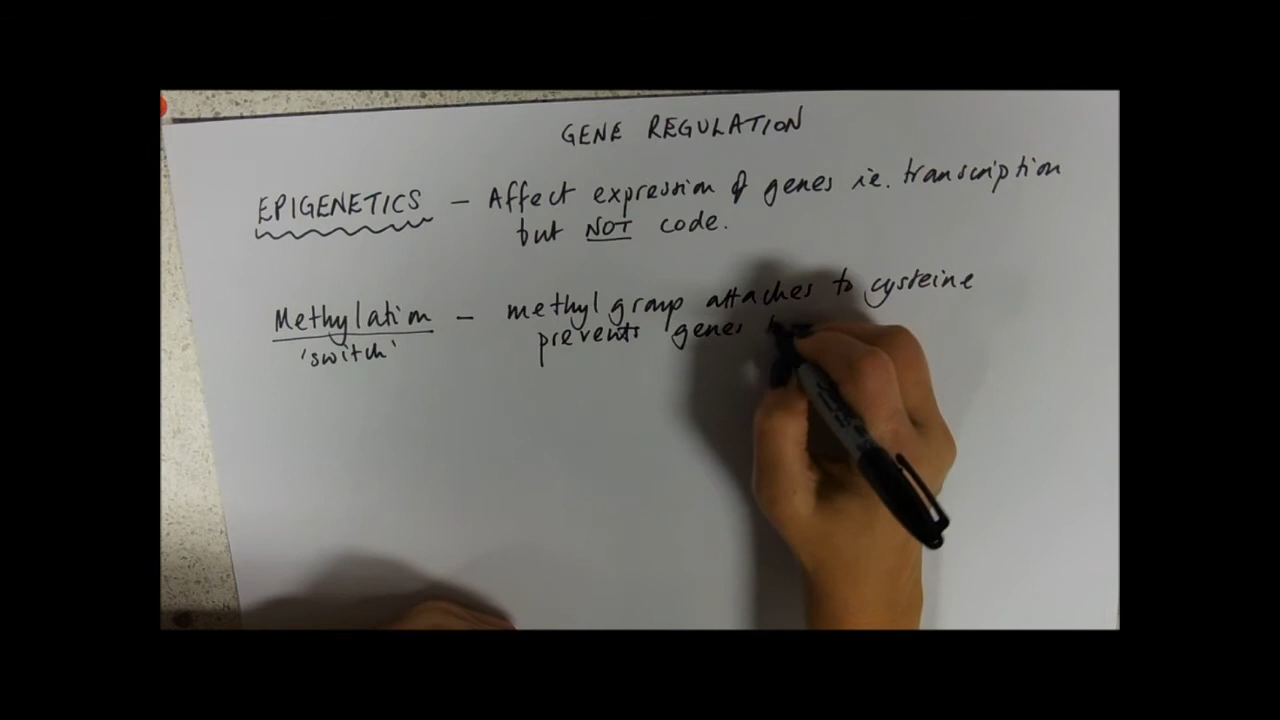 GENE REGULATION
EPIGENETICS – Affect expression of genes i.e. transcription
but NOT code.
Methylation – methyl group attaches to cysteine
'switch' prevents genes